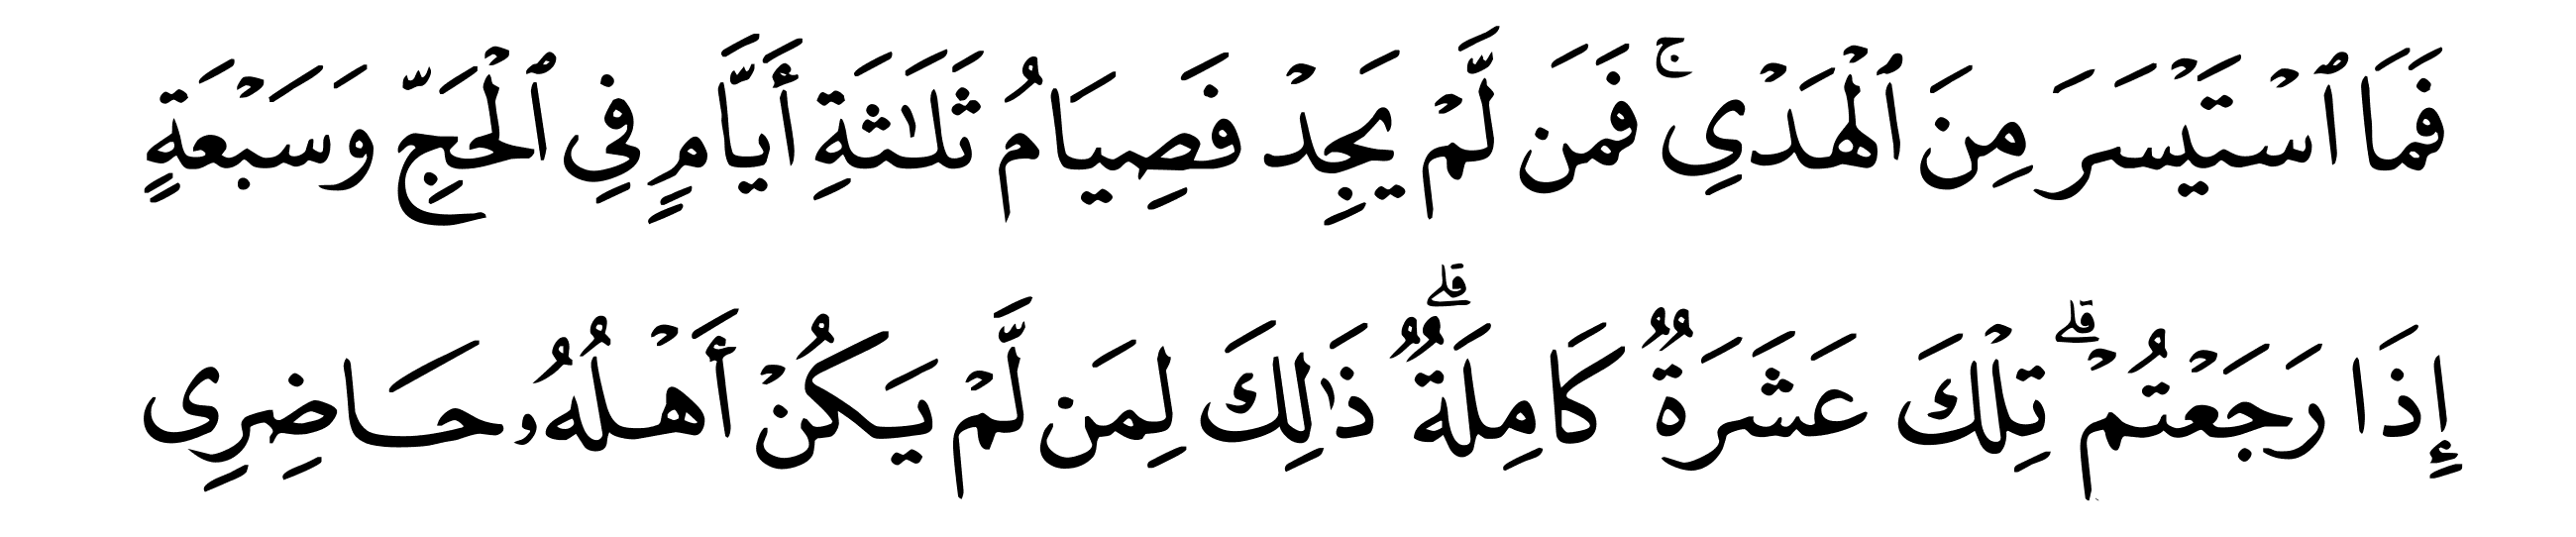 فَمَا ٱسْتَيْسَرَ مِنَ ٱلْهَدْىِ ۚ فَمَن لَّمْ يَجِدْ فَصِيَامُ ثَلَـٰثَةِ أَيَّامٍ فِى ٱلْحَجِّ وَسَبْعَةٍ
إِذَا رَجَعْتُمْ ۗ تِلْكَ عَشَرَةٌ كَامِلَةٌ ۗ ذَٰلِكَ لِمَن لَّمْ يَكُنْ أَهْلُهُۥ حَاضِرِى